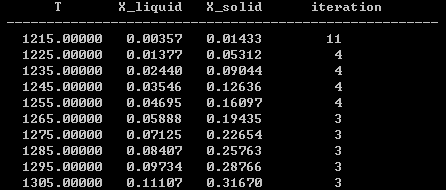 T X_liquid X_solid iteration
1215.00000 0.00357 0.01433 11
1225.00000 0.01377 0.05312 4
1235.00000 0.02440 0.09044 4
1245.00000 0.03546 0.12636 4
1255.00000 0.04695 0.16097 4
1265.00000 0.05888 0.19435 3
1275.00000 0.07125 0.22654 3
1285.00000 0.08407 0.25763 3
1295.00000 0.09734 0.28766 3
1305.00000 0.11107 0.31670 3